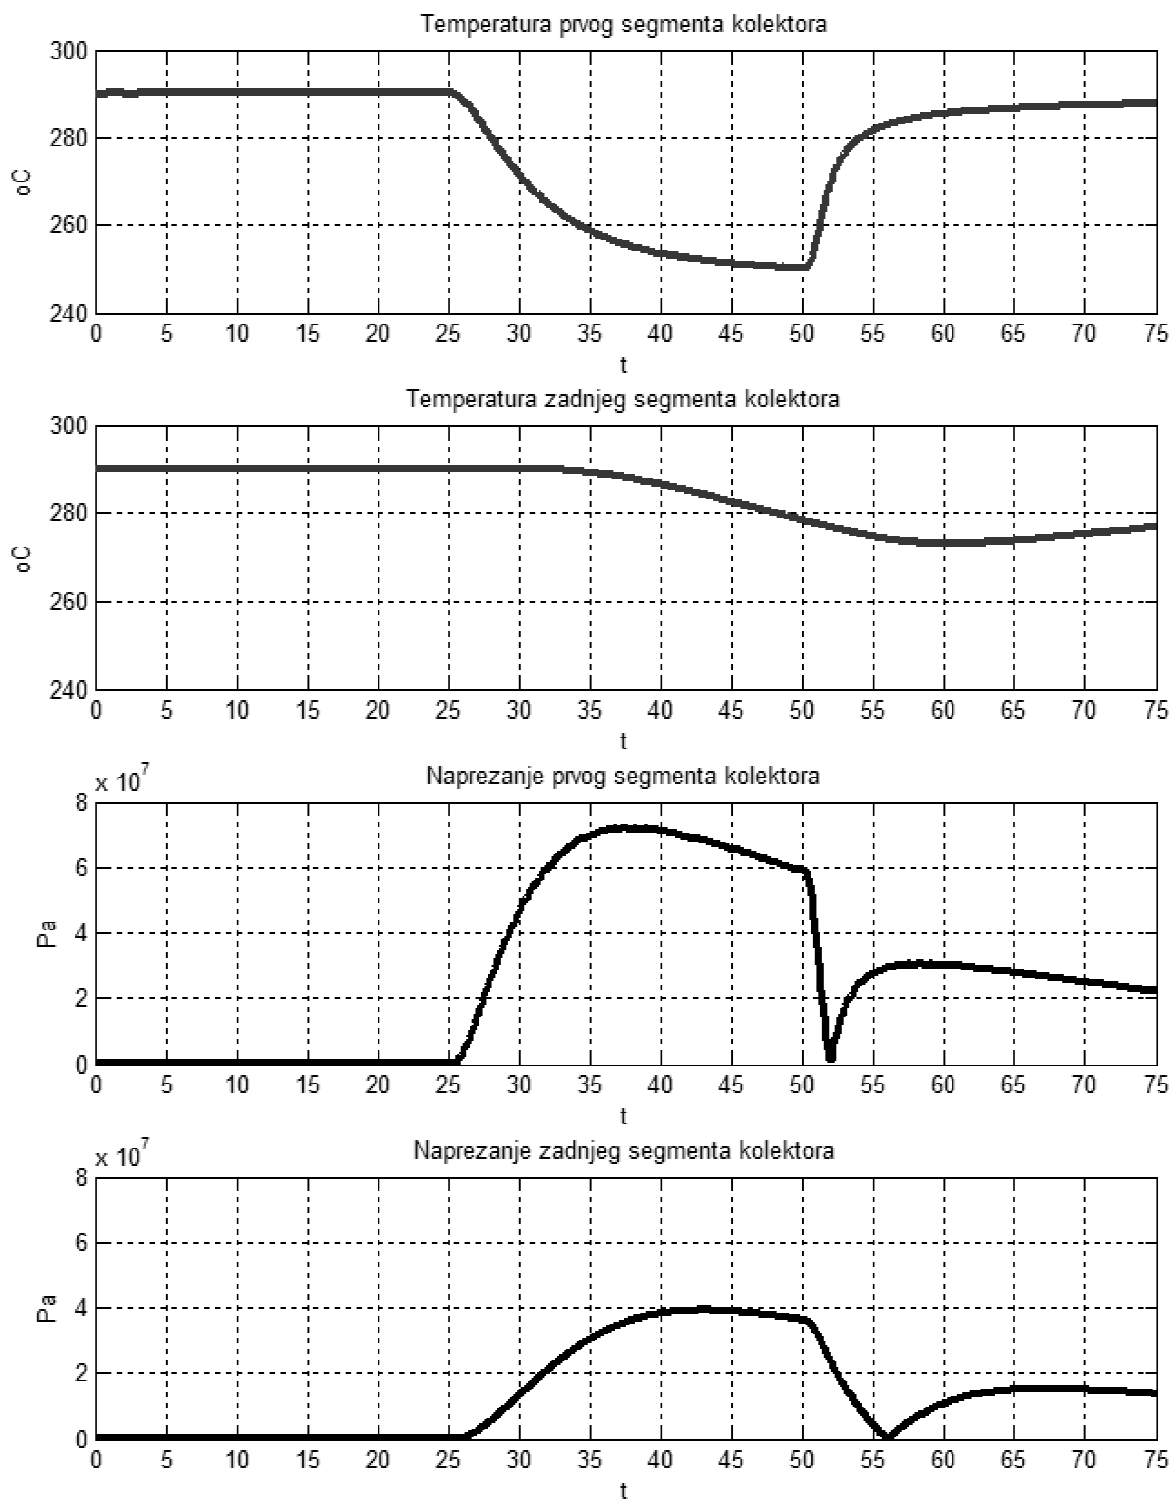 Temperatura prvog segmenta kolektora
300
280
260
240
oC
0 5 10 15 20 25 30 35 40 45 50 55 60 65 70 75
t
Temperatura zadnjeg segmenta kolektora
300
280
260
240
oC
0 5 10 15 20 25 30 35 40 45 50 55 60 65 70 75
t
x 10^7
Naprezanje prvog segmenta kolektora
8
6
4
2
0
Pa
0 5 10 15 20 25 30 35 40 45 50 55 60 65 70 75
t
x 10^7
Naprezanje zadnjeg segmenta kolektora
8
6
4
2
0
Pa
0 5 10 15 20 25 30 35 40 45 50 55 60 65 70 75
t